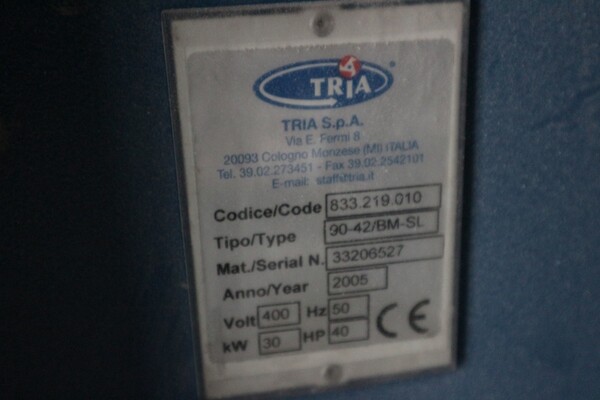 TRIA
®
TRIA S.p.A.
Via E. Fermi 8
20093 Cologno Monzese (MI) ITALIA
Tel. 39.02.273451 - Fax 39.02.2542101
E-mail: staff@tria.it
Codice/Code 833.219.010
Tipo/Type 90-42/BM-SL
Mat./Serial N. 33206527
Anno/Year 2005
Volt 400 Hz 50
kW 30 HP 40
CE